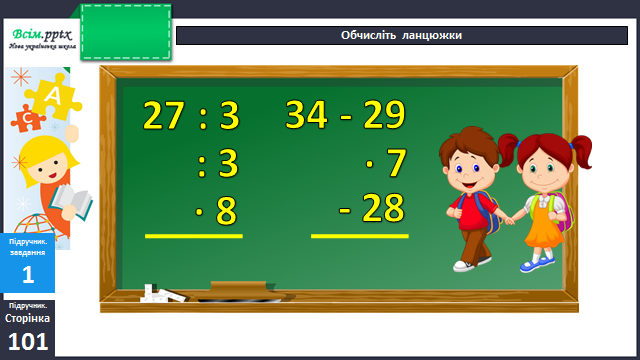 Всім.pptx
Нова українська школа
Обчисліть ланцюжки
27 : 3
: 3
· 8
34 - 29
· 7
- 28
А
С
Підручник.
завдання
1
Підручник.
Сторінка
101